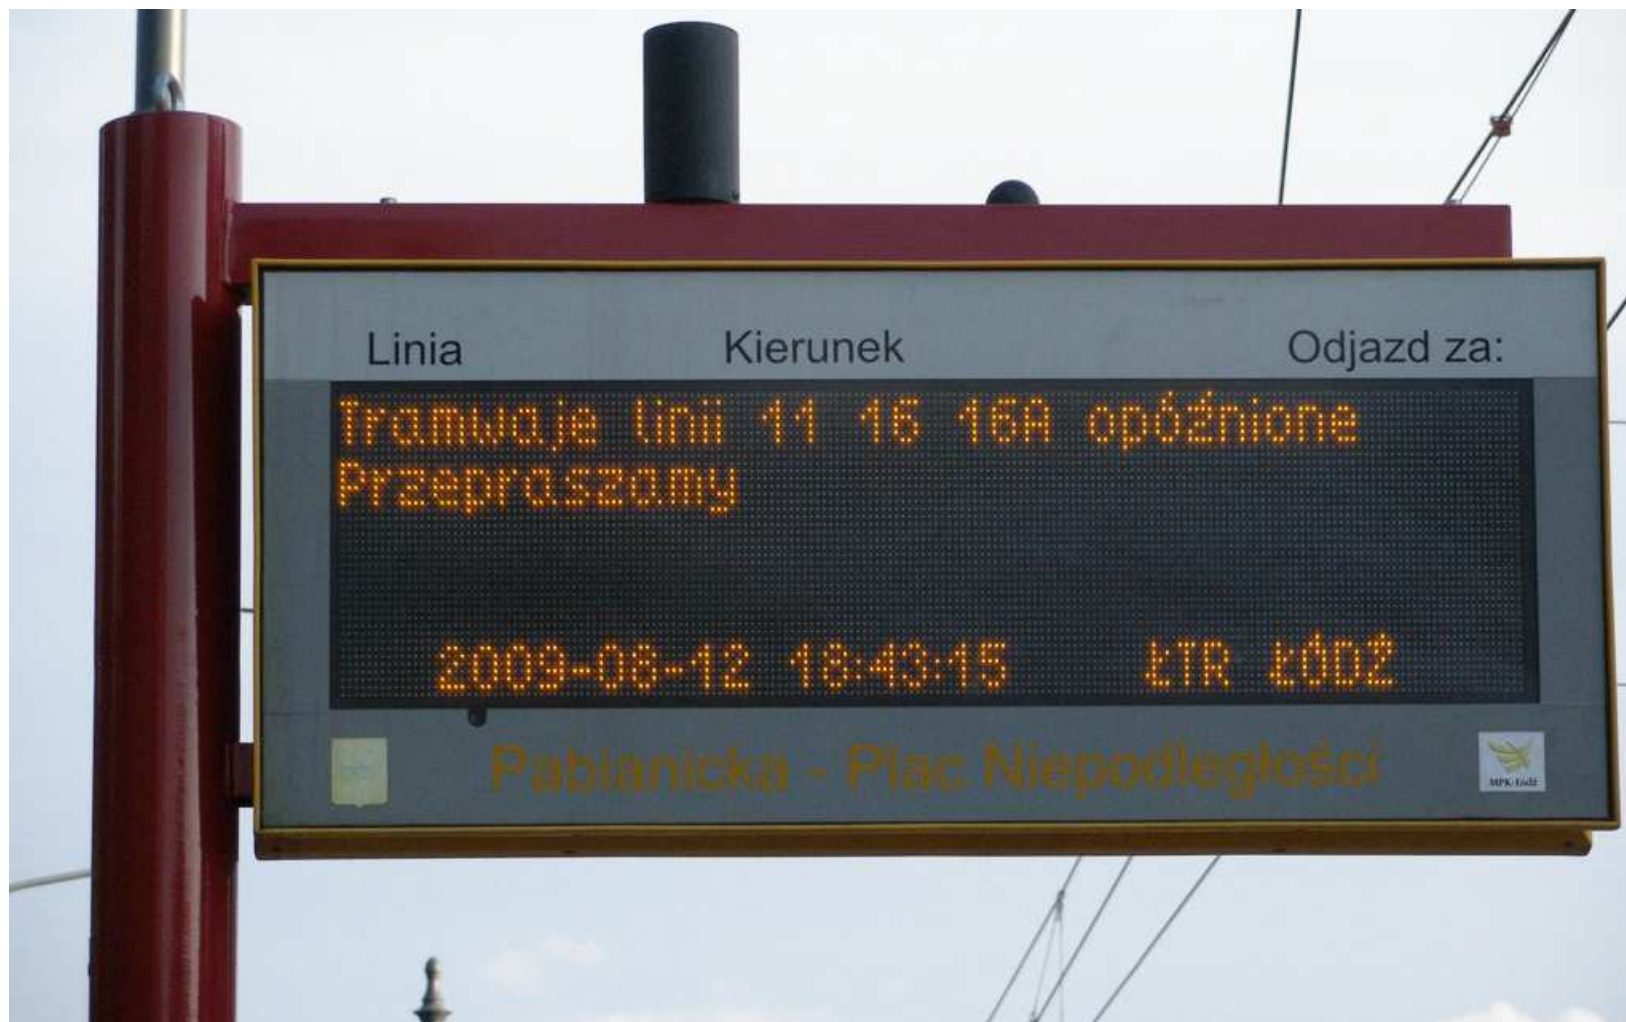 Linia Kierunek Odjazd za:
Tramwaje linii 11 16 16A opóźnione
Przepraszamy
2009-08-12 18:43:15 ŁTR ŁÓDŹ
Pabianicka - Plac Niepodległości
MPK-Łódź